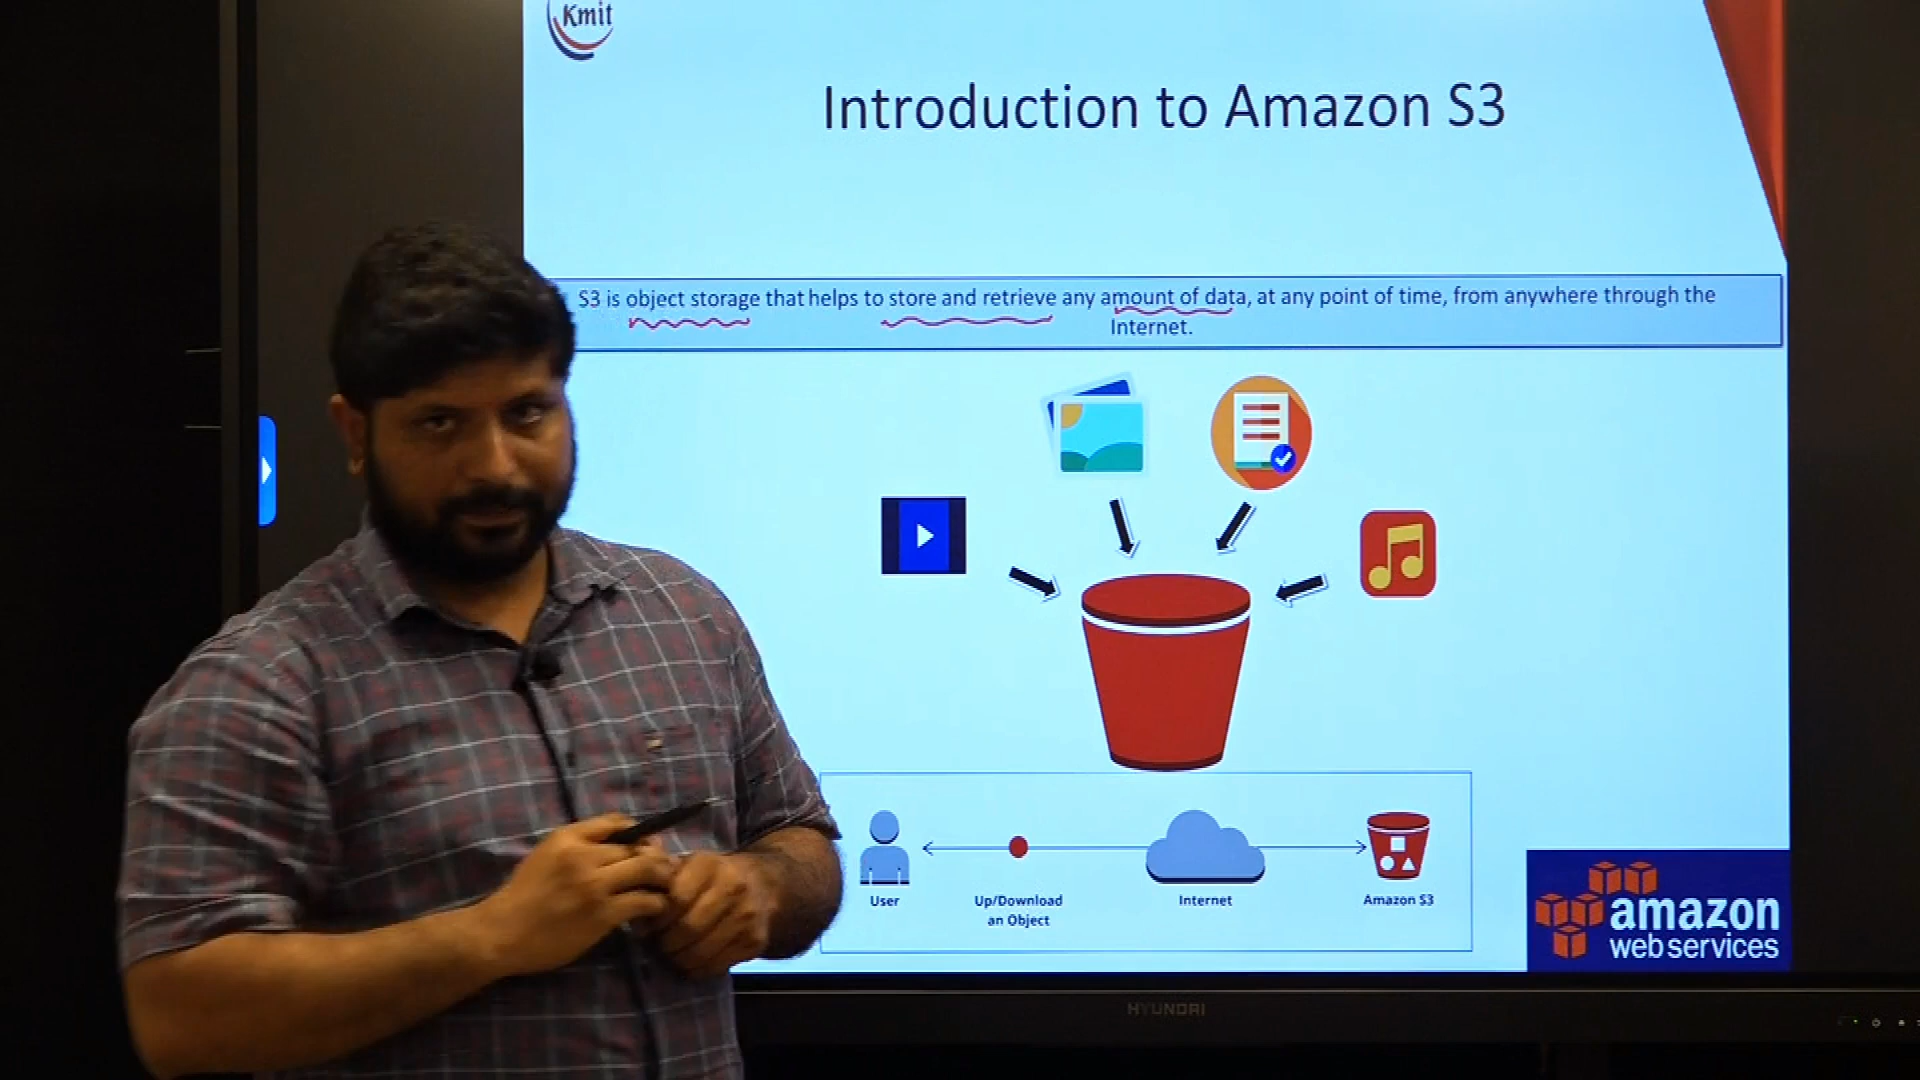 Kmit
Introduction to Amazon S3
S3 is object storage that helps to store and retrieve any amount of data, at any point of time, from anywhere through the
Internet.
User
Up/Download
an Object
Internet
Amazon S3
amazon
web services
HYUNDAI